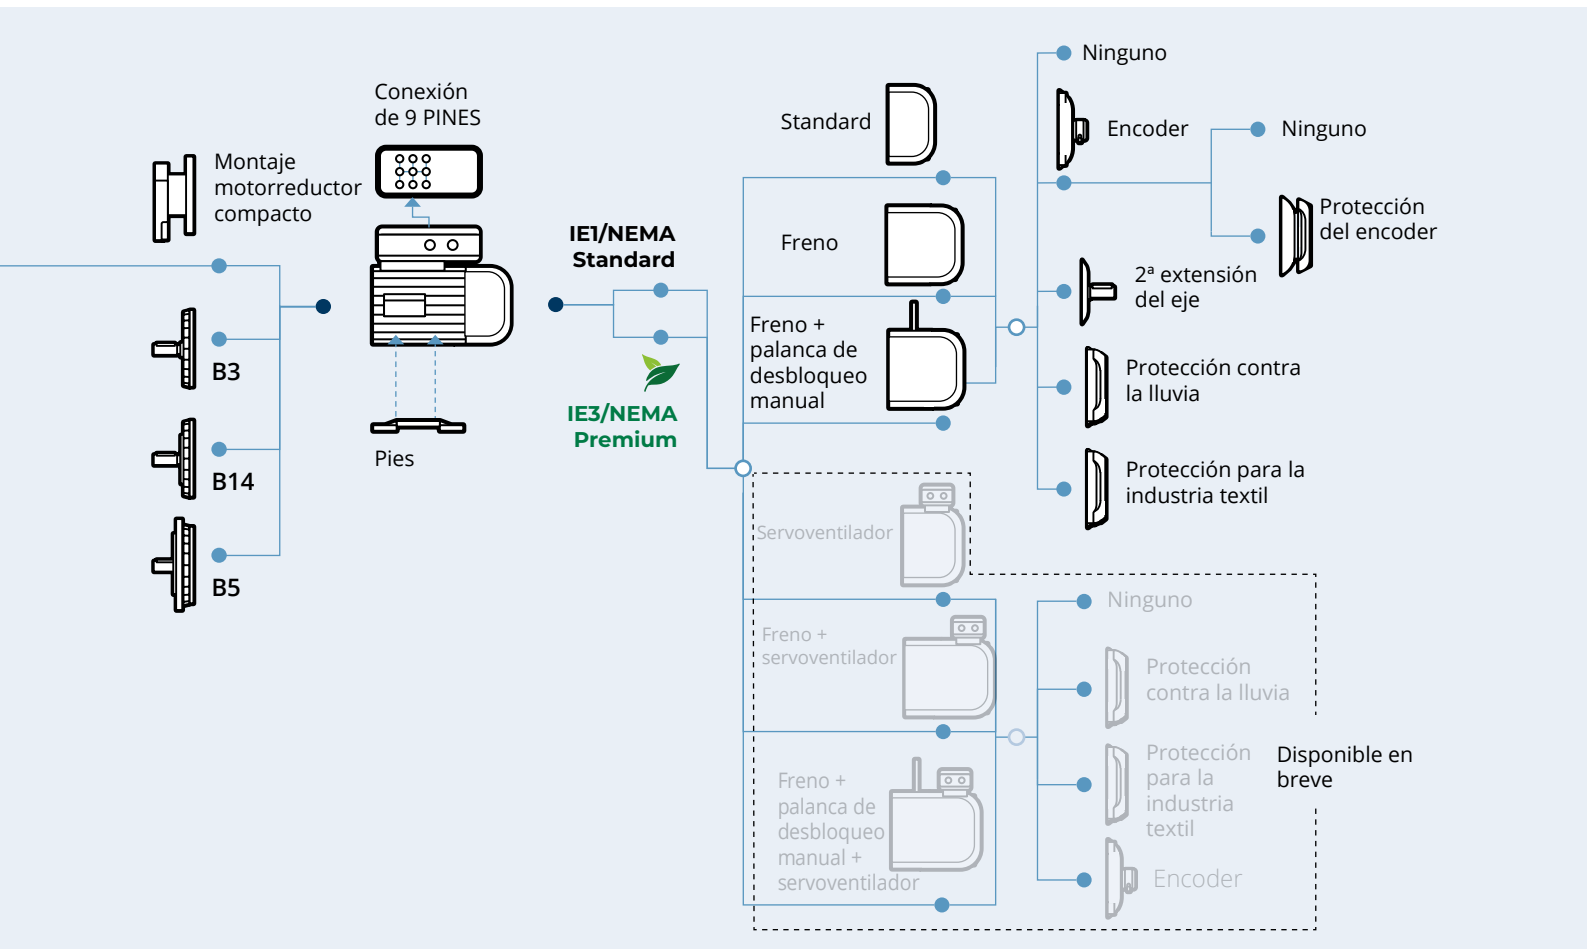 Conexión
de 9 PINES
Montaje
motorreductor
compacto
B3
B14
B5
Pies
IE1/NEMA
Standard
IE3/NEMA
Premium
Standard
Freno
Freno +
palanca de
desbloqueo
manual
Ninguno
Encoder
Ninguno
Protección
del encoder
2ª extensión
del eje
Protección contra
la lluvia
Protección para la
industria textil
Servoventilador
Freno +
servoventilador
Freno +
palanca de
desbloqueo
manual +
servoventilador
Ninguno
Protección
contra la lluvia
Protección
para la
industria
textil
Encoder
Disponible en
breve